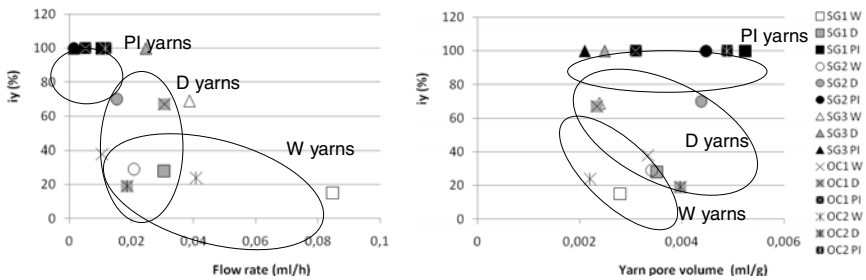 120
100
80
60
40
20
0
iy (%)
0
0,02
0,04
0,06
0,08
0,1
Flow rate (ml/h)
PI yarns
D yarns
W yarns
120
100
80
60
40
20
0
iy (%)
0,002
0,004
0,006
Yarn pore volume (ml/g)
PI yarns
D yarns
W yarns
SG1 W
SG1 D
SG1 PI
SG2 W
SG2 D
SG2 PI
SG3 W
SG3 D
SG3 PI
OC1 W
OC1 D
OC1 PI
OC2 W
OC2 D
OC2 PI